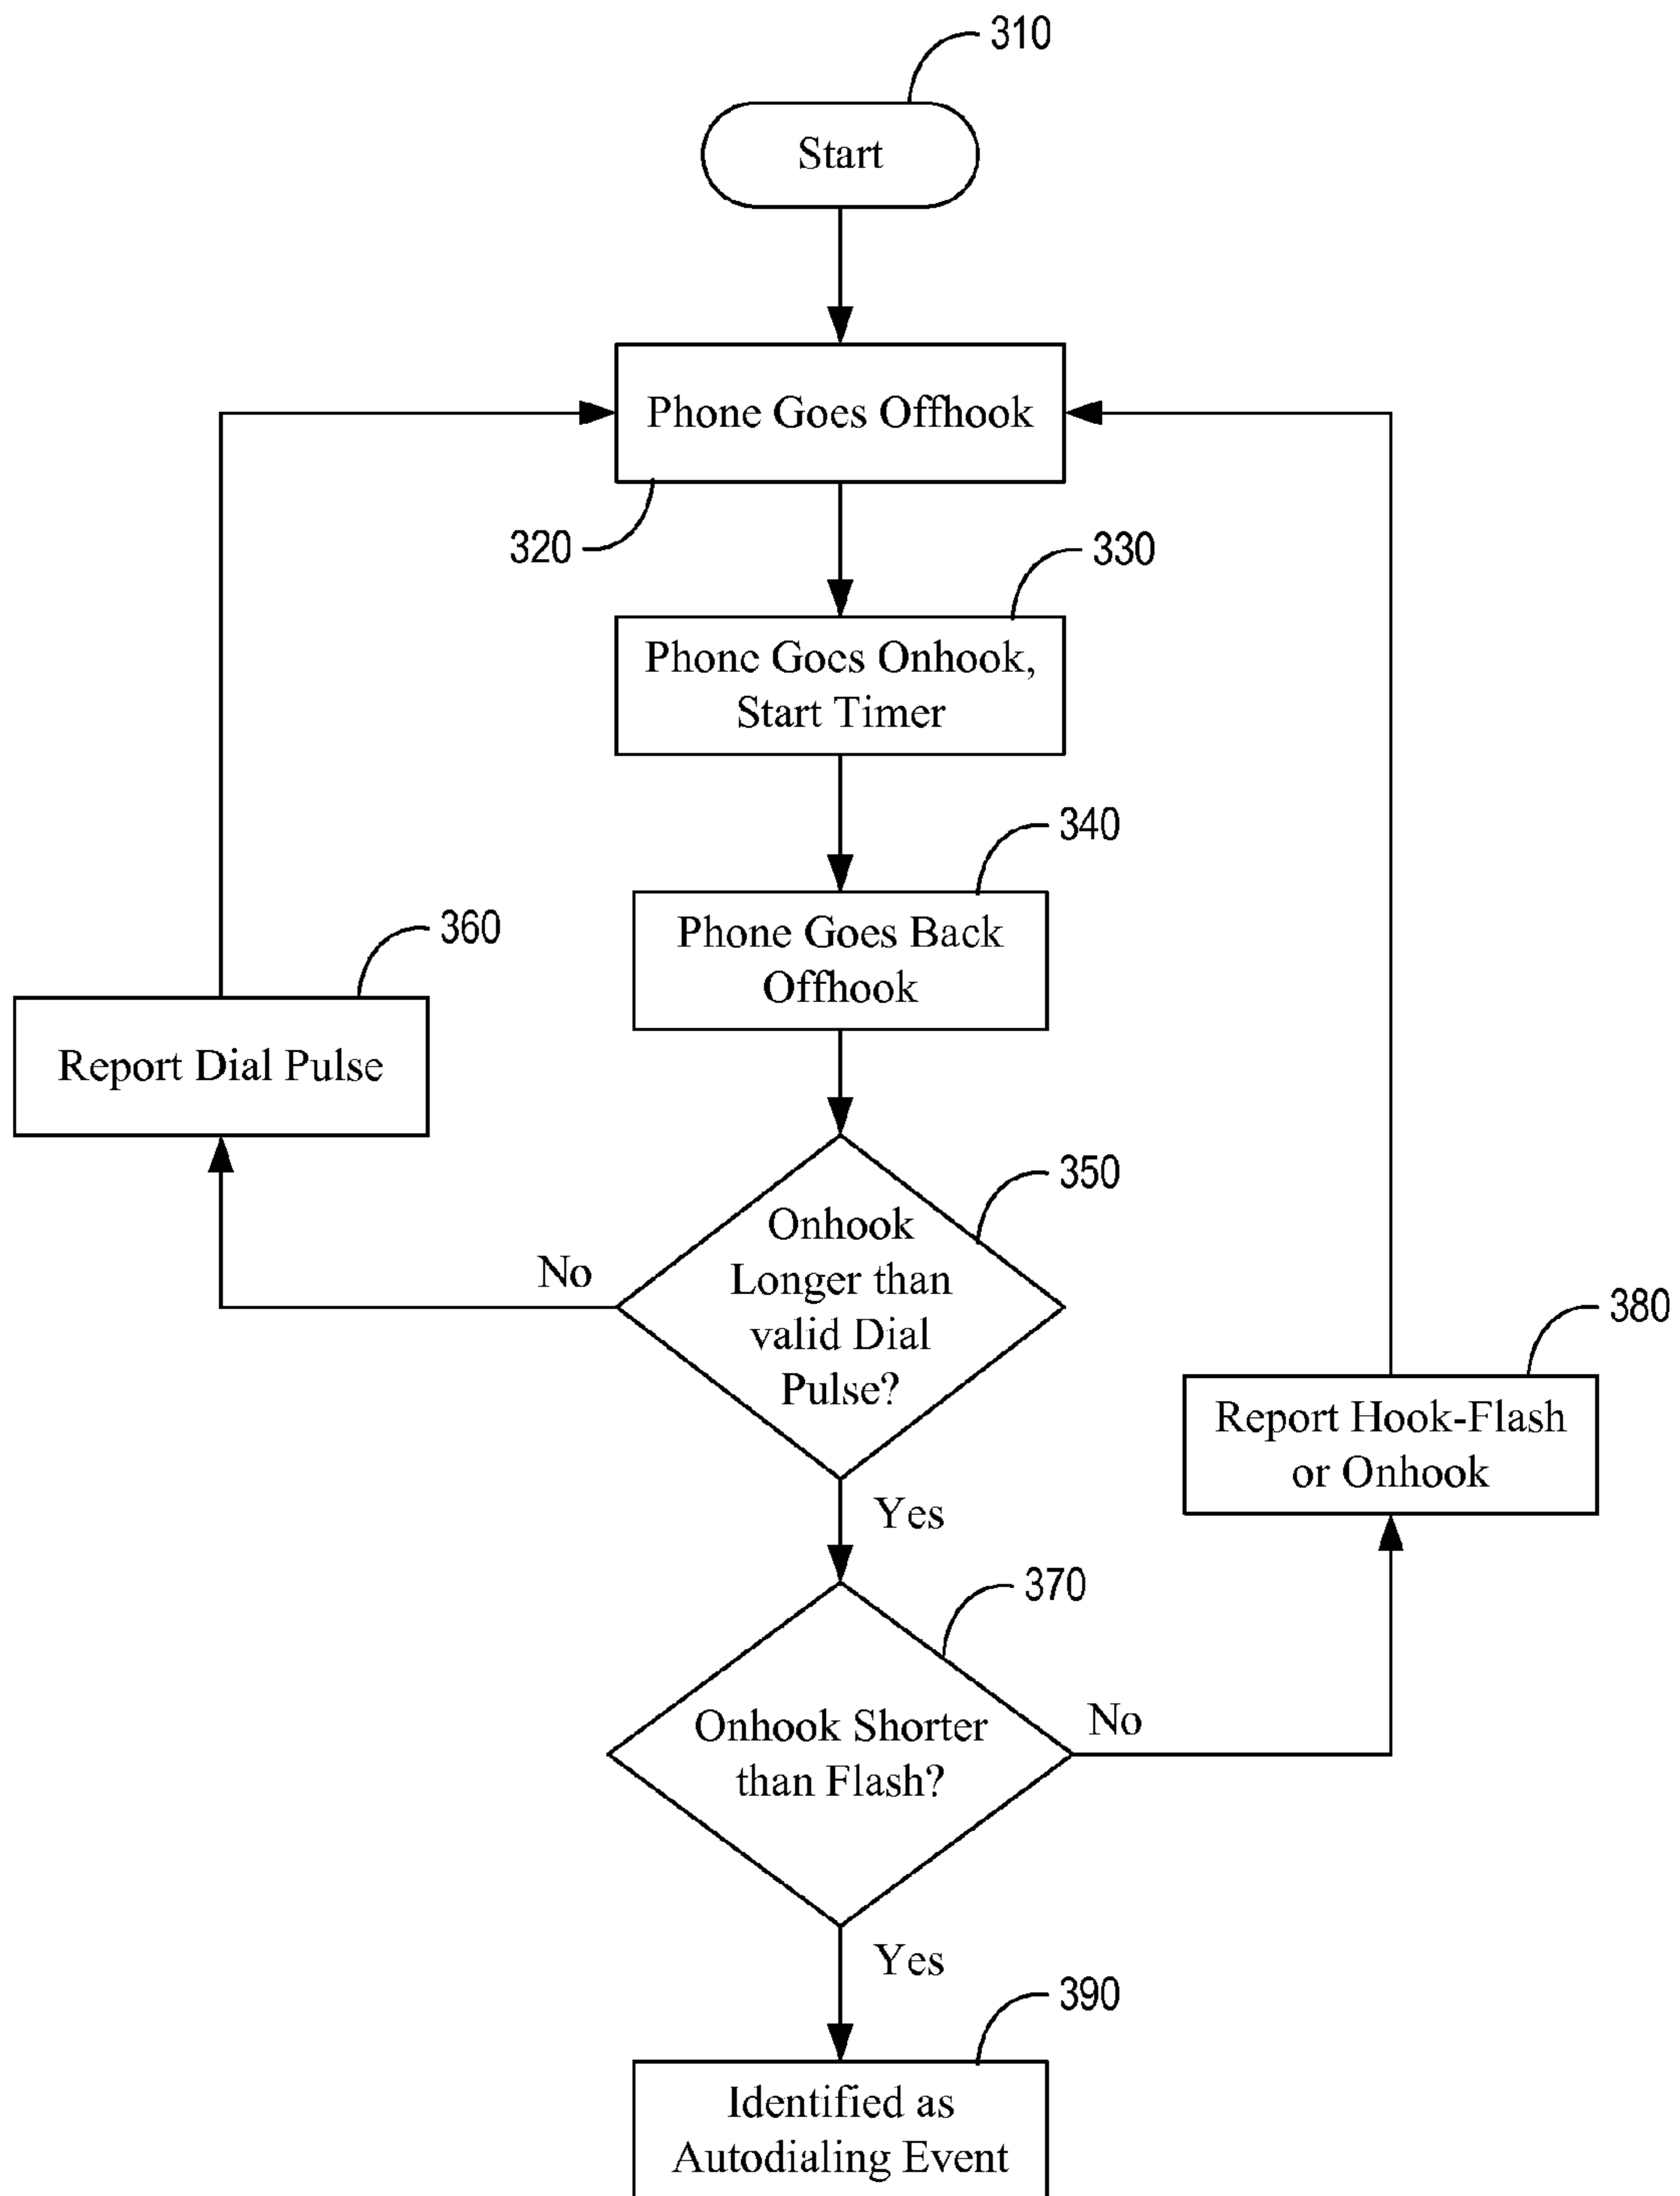 310
Start
Phone Goes Offhook
320
330
Phone Goes Onhook,
Start Timer
340
Phone Goes Back
Offhook
360
Report Dial Pulse
350
Onhook
Longer than
valid Dial
Pulse?
No
Yes
380
Report Hook-Flash
or Onhook
370
Onhook Shorter
than Flash?
No
Yes
390
Identified as
Autodialing Event